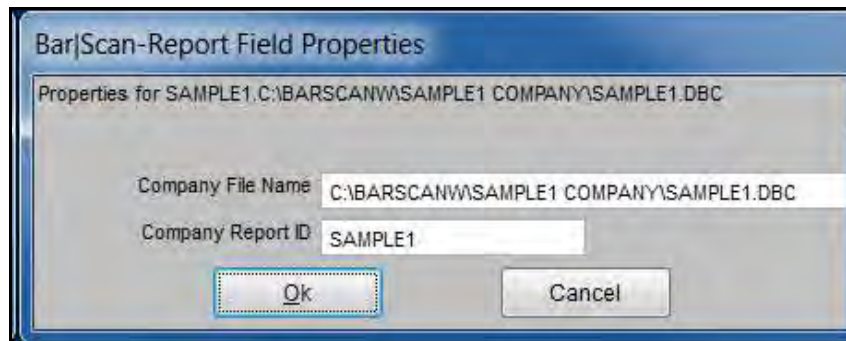 Bar|Scan-Report Field Properties
Properties for SAMPLE1.C:\BARSCANW\SAMPLE1 COMPANY\SAMPLE1.DBC
Company File Name C:\BARSCANW\SAMPLE1 COMPANY\SAMPLE1.DBC
Company Report ID SAMPLE1
Ok Cancel